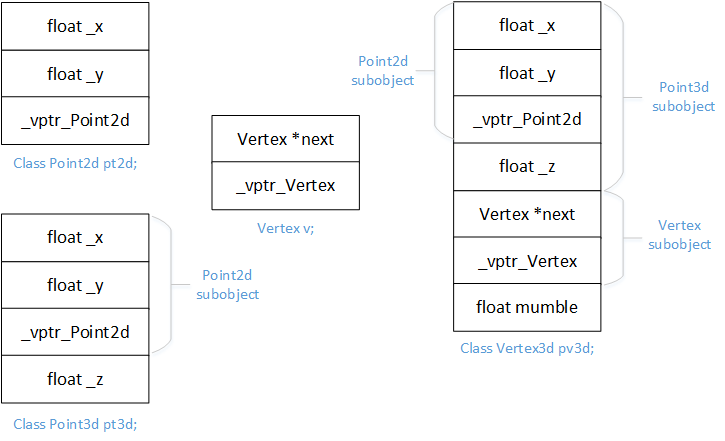 float _x
float _y
_vptr_Point2d
Class Point2d pt2d;
float _x
float _y
_vptr_Point2d
float _z
Point2d
subobject
Class Point3d pt3d;
Vertex *next
_vptr_Vertex
Vertex v;
Point2d
subobject
float _x
float _y
_vptr_Point2d
float _z
Vertex *next
_vptr_Vertex
float mumble
Point3d
subobject
Vertex
subobject
Class Vertex3d pv3d;